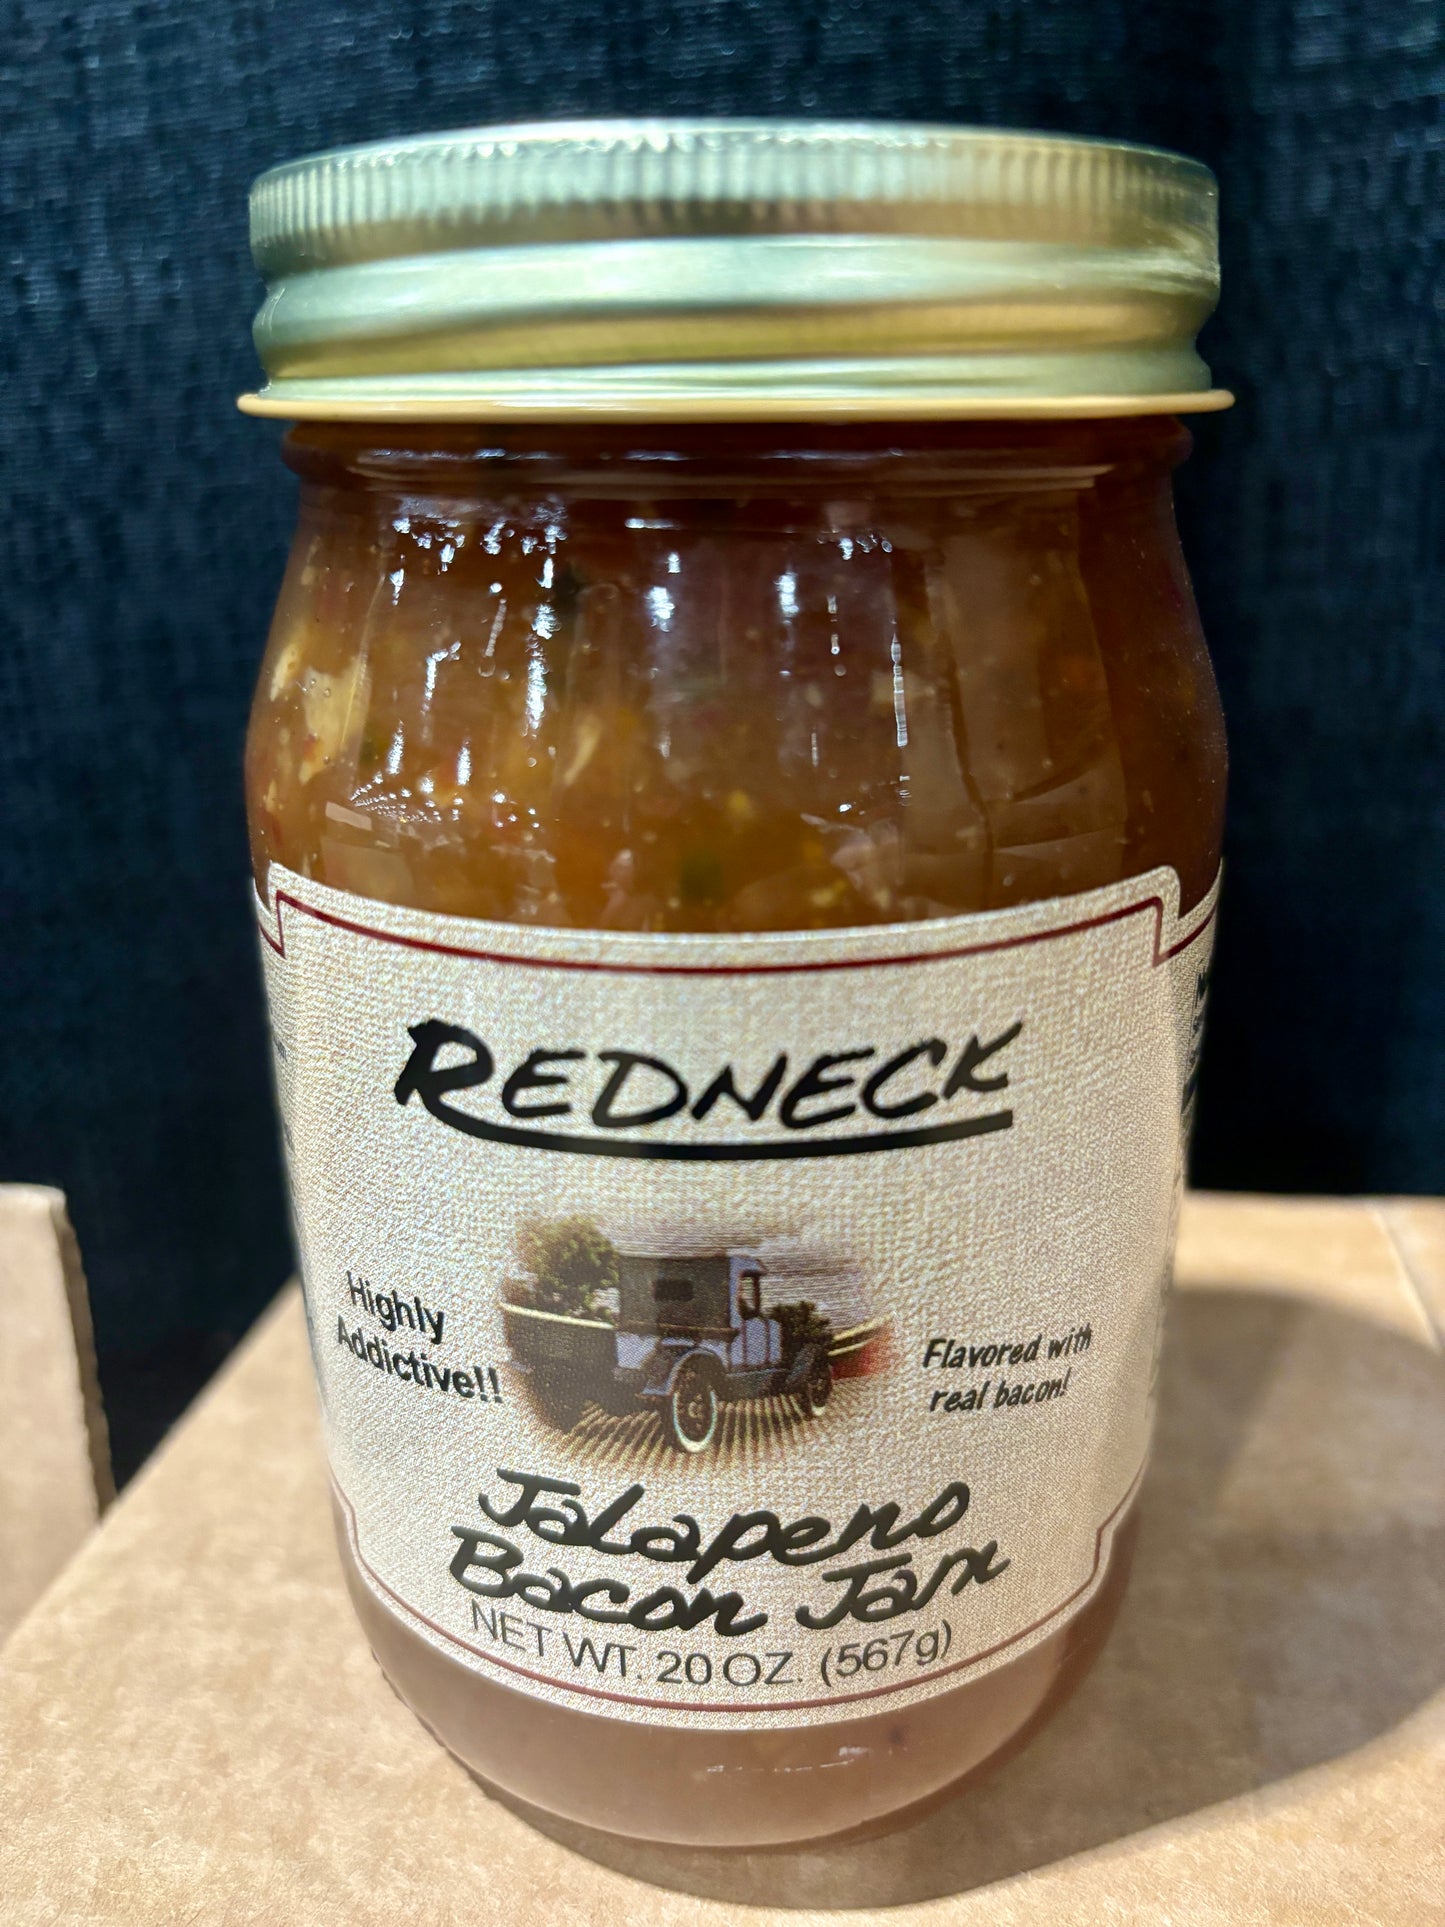 REDNECK
Highly
Addictive!!
Flavored with
real bacon!
Jalapeno
Bacon Jam
NET WT. 20 OZ. (567g)